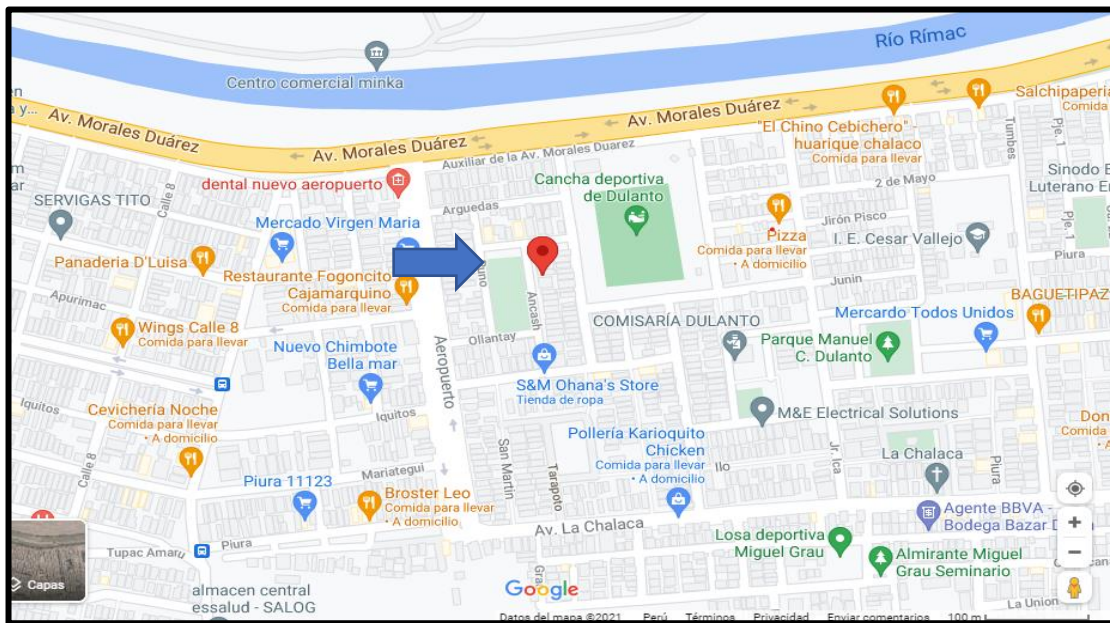 Río Rímac
Centro comercial minka
Av. Morales Duárez
Av. Morales Duárez
Av. Morales Duárez
Auxiliar de la Av. Morales Duarez
Salchipapería
Comida
"El Chino Cebichero" -
huarique chalaco
Comida para llevar
Tumbes
Pje. 1
Sinodo E
Luterano E
dental nuevo aeropuerto
Calle 8
SERVIGAS TITO
Arguedas
Cancha deportiva
de Dulanto
2 de Mayo
Mercado Virgen Maria
Jirón Pisco
Pizza
Comida para llevar
• A domicilio
I. E. Cesar Vallejo
Pje. 1
Piura
Panaderia D'Luisa
Restaurante Fogoncito
Cajamarquino
Comida para llevar
Junin
Apurímac
Ancash
BAGUETIPAZ
Wings Calle 8
Comida para llevar
Ollantay
COMISARÍA DULANTO
Mercardo Todos Unidos
Parque Manuel
C. Dulanto
Nuevo Chimbote
Bella mar
Aeropuerto
S&M Ohana's Store
Tienda de ropa
Iquitos
Iquitos
Cevichería Noche
Comida para llevar
• A domicilio
M&E Electrical Solutions
Don
Comida
• A
Pollería Karioquito
Chicken
Comida para llevar
• A domicilio
Calle 8
Mariategui
San Martin
Tarapoto
Ilo
Jr. Ica
La Chalaca
Piura
Piura 11123
Broster Leo
Comida para llevar
• A domicilio
Av. La Chalaca
Agente BBVA -
Bodega Bazar
Losa deportiva
Miguel Grau
Tupac Amaru
Piura
Almirante Miguel
Grau Seminario
Capas
almacen central
essalud - SALOG
Google
Gra
La Union
Datos del mapa ©2021 Perú Términos Privacidad Enviar comentarios 100 m